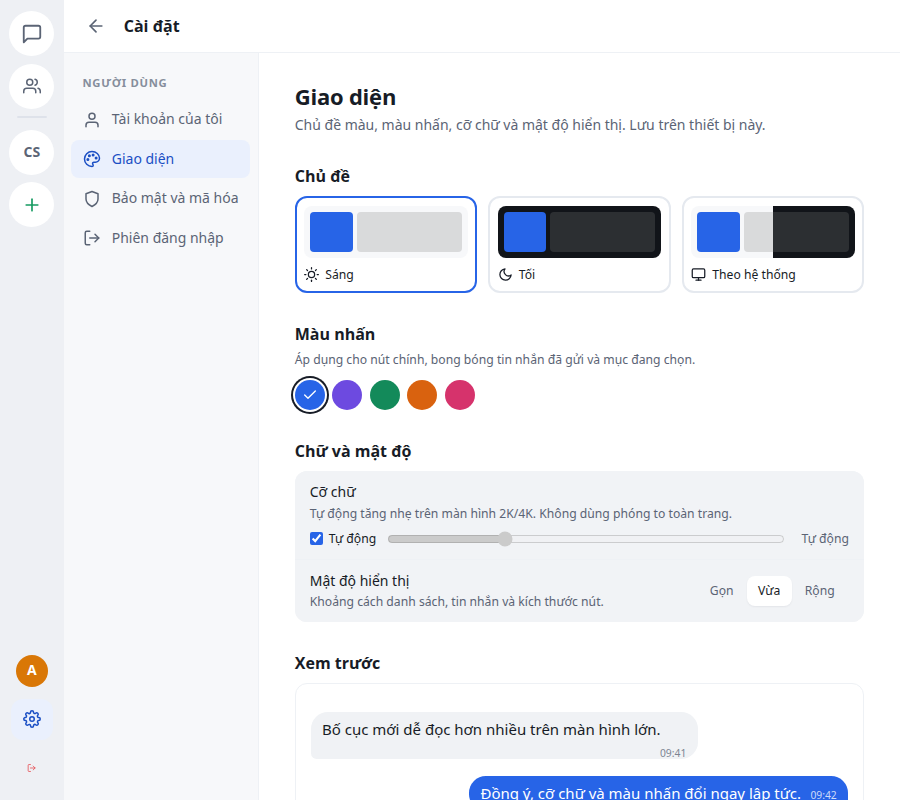 Cài đặt
NGƯỜI DÙNG
Tài khoản của tôi
Giao diện
Bảo mật và mã hóa
Phiên đăng nhập
CS
A
Giao diện
Chủ đề màu, màu nhấn, cỡ chữ và mật độ hiển thị. Lưu trên thiết bị này.
Chủ đề
Sáng
Tối
Theo hệ thống
Màu nhấn
Áp dụng cho nút chính, bong bóng tin nhắn đã gửi và mục đang chọn.
Chữ và mật độ
Cỡ chữ
Tự động tăng nhẹ trên màn hình 2K/4K. Không dùng phóng to toàn trang.
Tự động
Tự động
Mật độ hiển thị
Khoảng cách danh sách, tin nhắn và kích thước nút.
Gọn
Vừa
Rộng
Xem trước
Bố cục mới dễ đọc hơn nhiều trên màn hình lớn.
09:41
Đồng ý, cỡ chữ và màu nhấn đổi ngay lập tức. 09:42